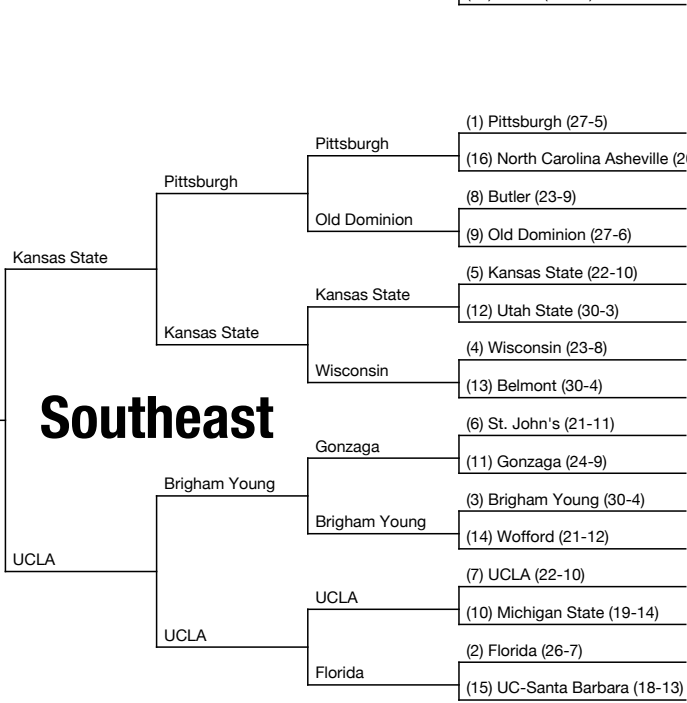 (1) Pittsburgh (27-5)
Pittsburgh
(16) North Carolina Asheville
Pittsburgh
(8) Butler (23-9)
Old Dominion
(9) Old Dominion (27-6)
Kansas State
(5) Kansas State (22-10)
Kansas State
(12) Utah State (30-3)
Kansas State
(4) Wisconsin (23-8)
Wisconsin
(13) Belmont (30-4)
Southeast
(6) St. John's (21-11)
Gonzaga
(11) Gonzaga (24-9)
Brigham Young
(3) Brigham Young (30-4)
Brigham Young
(14) Wofford (21-12)
UCLA
(7) UCLA (22-10)
UCLA
(10) Michigan State (19-14)
UCLA
(2) Florida (26-7)
Florida
(15) UC-Santa Barbara (18-13)